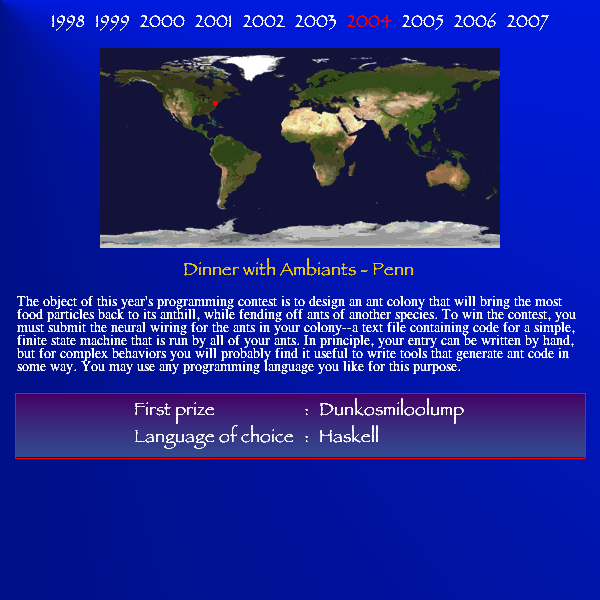 1998 1999 2000 2001 2002 2003 2004 2005 2006 2007
Dinner with Ambiants - Penn
The object of this year's programming contest is to design an ant colony that will bring the most
food particles back to its anthill, while fending off ants of another species. To win the contest, you
must submit the neural wiring for the ants in your colony--a text file containing code for a simple,
finite state machine that is run by all of your ants. In principle, your entry can be written by hand,
but for complex behaviors you will probably find it useful to write tools that generate ant code in
some way. You may use any programming language you like for this purpose.
First prize : Dunkosmiloolump
Language of choice : Haskell